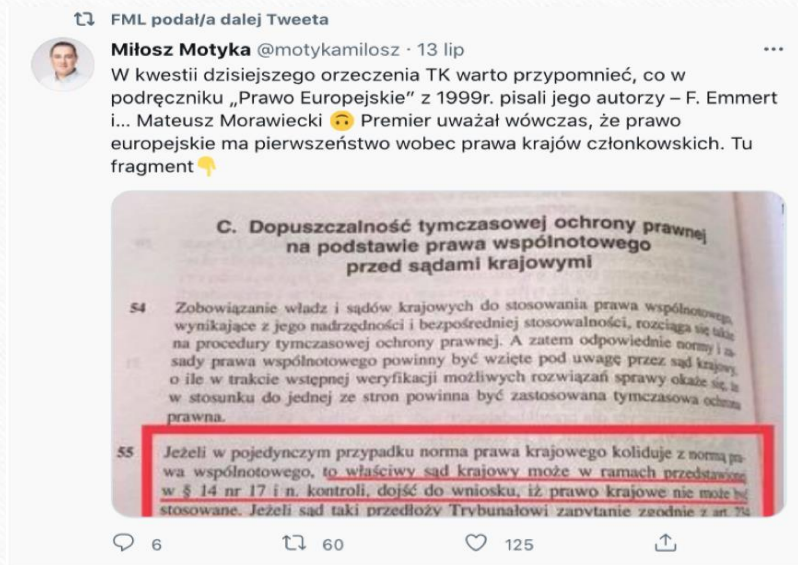 FML podał/a dalej Tweeta
Miłosz Motyka @motykamilosz · 13 lip
W kwestii dzisiejszego orzeczenia TK warto przypomnieć, co w
podręczniku „Prawo Europejskie” z 1999r. pisali jego autorzy – F. Emmert
i... Mateusz Morawiecki 🙃 Premier uważał wówczas, że prawo
europejskie ma pierwszeństwo wobec prawa krajów członkowskich. Tu
fragment👇
C. Dopuszczalność tymczasowej ochrony prawnej
na podstawie prawa wspólnotowego
przed sądami krajowymi
54 Zobowiązanie władz i sądów krajowych do stosowania prawa wspólnotowego,
wynikające z jego nadrzędności i bezpośredniej stosowalności, rozciąga się także
na procedury tymczasowej ochrony prawnej. A zatem odpowiednie normy i za-
sady prawa wspólnotowego powinny być wzięte pod uwagę przez sąd krajowy,
o ile w trakcie wstępnej weryfikacji możliwych rozwiązań sprawy okaże się, że
w stosunku do jednej ze stron powinna być zastosowana tymczasowa ochrona
prawna.
55 Jeżeli w pojedynczym przypadku norma prawa krajowego koliduje z normą pra-
wa wspólnotowego, to właściwy sąd krajowy może w ramach przedstawionej
w § 14 nr 17 i n. kontroli, dojść do wniosku, iż prawo krajowe nie może być
stosowane. Jeżeli sąd taki przedłoży Trybunałowi zapytanie zgodnie z art. 234
6 60 125